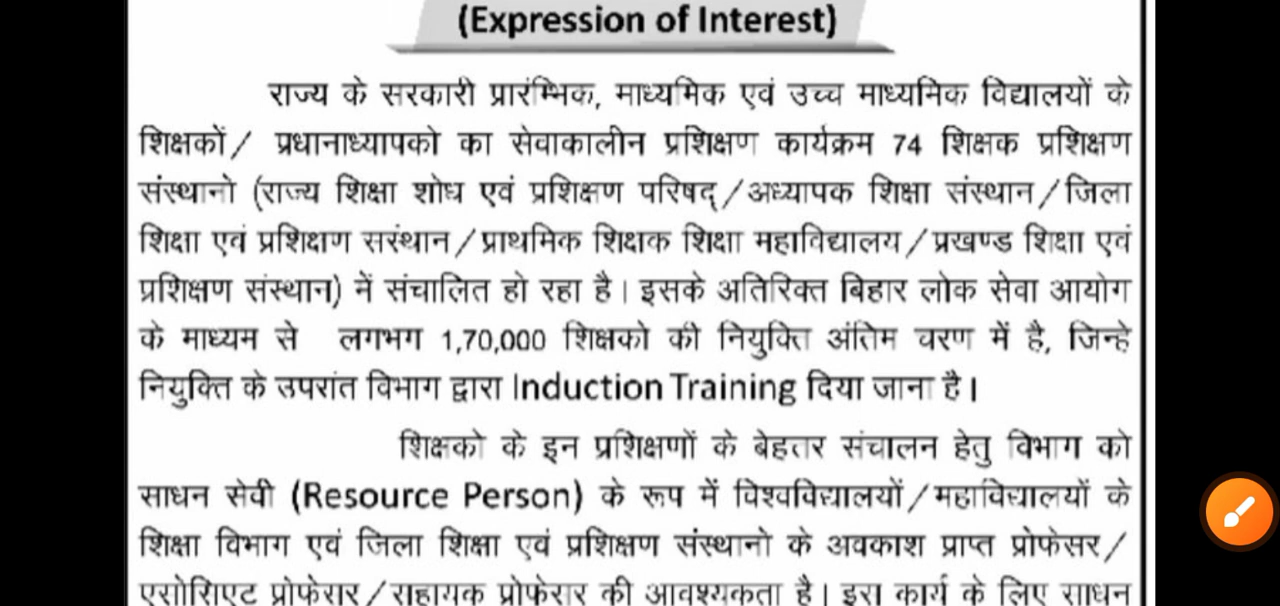 (Expression of Interest)
राज्य के सरकारी प्रारंम्भिक, माध्यमिक एवं उच्च माध्यमिक विद्यालयों के
शिक्षकों/ प्रधानाध्यापको का सेवाकालीन प्रशिक्षण कार्यक्रम 74 शिक्षक प्रशिक्षण
संस्थानो (राज्य शिक्षा शोध एवं प्रशिक्षण परिषद्/अध्यापक शिक्षा संस्थान/जिला
शिक्षा एवं प्रशिक्षण संस्थान/प्राथमिक शिक्षक शिक्षा महाविद्यालय/प्रखण्ड शिक्षा एवं
प्रशिक्षण संस्थान) में संचालित हो रहा है। इसके अतिरिक्त बिहार लोक सेवा आयोग
के माध्यम से लगभग 1,70,000 शिक्षको की नियुक्ति अंतिम चरण में है, जिन्हे
नियुक्ति के उपरांत विभाग द्वारा Induction Training दिया जाना है।
शिक्षको के इन प्रशिक्षणों के बेहतर संचालन हेतु विभाग को
साधन सेवी (Resource Person) के रूप में विश्वविद्यालयों/महाविद्यालयों के
शिक्षा विभाग एवं जिला शिक्षा एवं प्रशिक्षण संस्थानो के अवकाश प्राप्त प्रोफेसर/
एसोसिएट प्रोफेसर/सहायक प्रोफेसर की आवश्यकता है। इस कार्य के लिए साधन